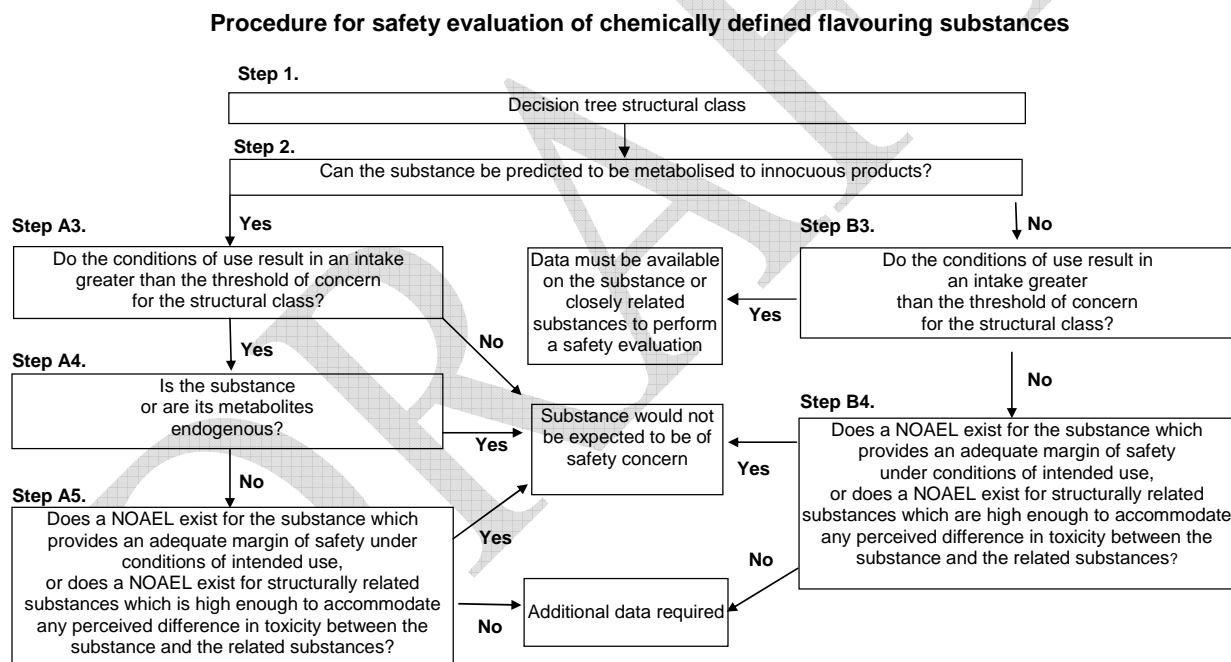 Procedure for safety evaluation of chemically defined flavouring substances
Step 1.
Decision tree structural class
Step 2.
Can the substance be predicted to be metabolised to innocuous products?
Step A3.
Yes
Do the conditions of use result in an intake
greater than the threshold of concern
for the structural class?
No
Step B3.
Do the conditions of use result in
an intake greater
than the threshold of concern
for the structural class?
Yes
Data must be available
on the substance or
closely related
substances to perform
a safety evaluation
Yes
No
No
Step A4.
Is the substance
or are its metabolites
endogenous?
Yes
Substance would not
be expected to be of
safety concern
Step B4.
Does a NOAEL exist for the substance which
provides an adequate margin of safety
under conditions of intended use,
or does a NOAEL exist for structurally related
substances which are high enough to accommodate
any perceived difference in toxicity between the
substance and the related substances?
Yes
No
No
Step A5.
Does a NOAEL exist for the substance which
provides an adequate margin of safety under
conditions of intended use,
or does a NOAEL exist for structurally related
substances which is high enough to accommodate
any perceived difference in toxicity between the
substance and the related substances?
Yes
No
Additional data required